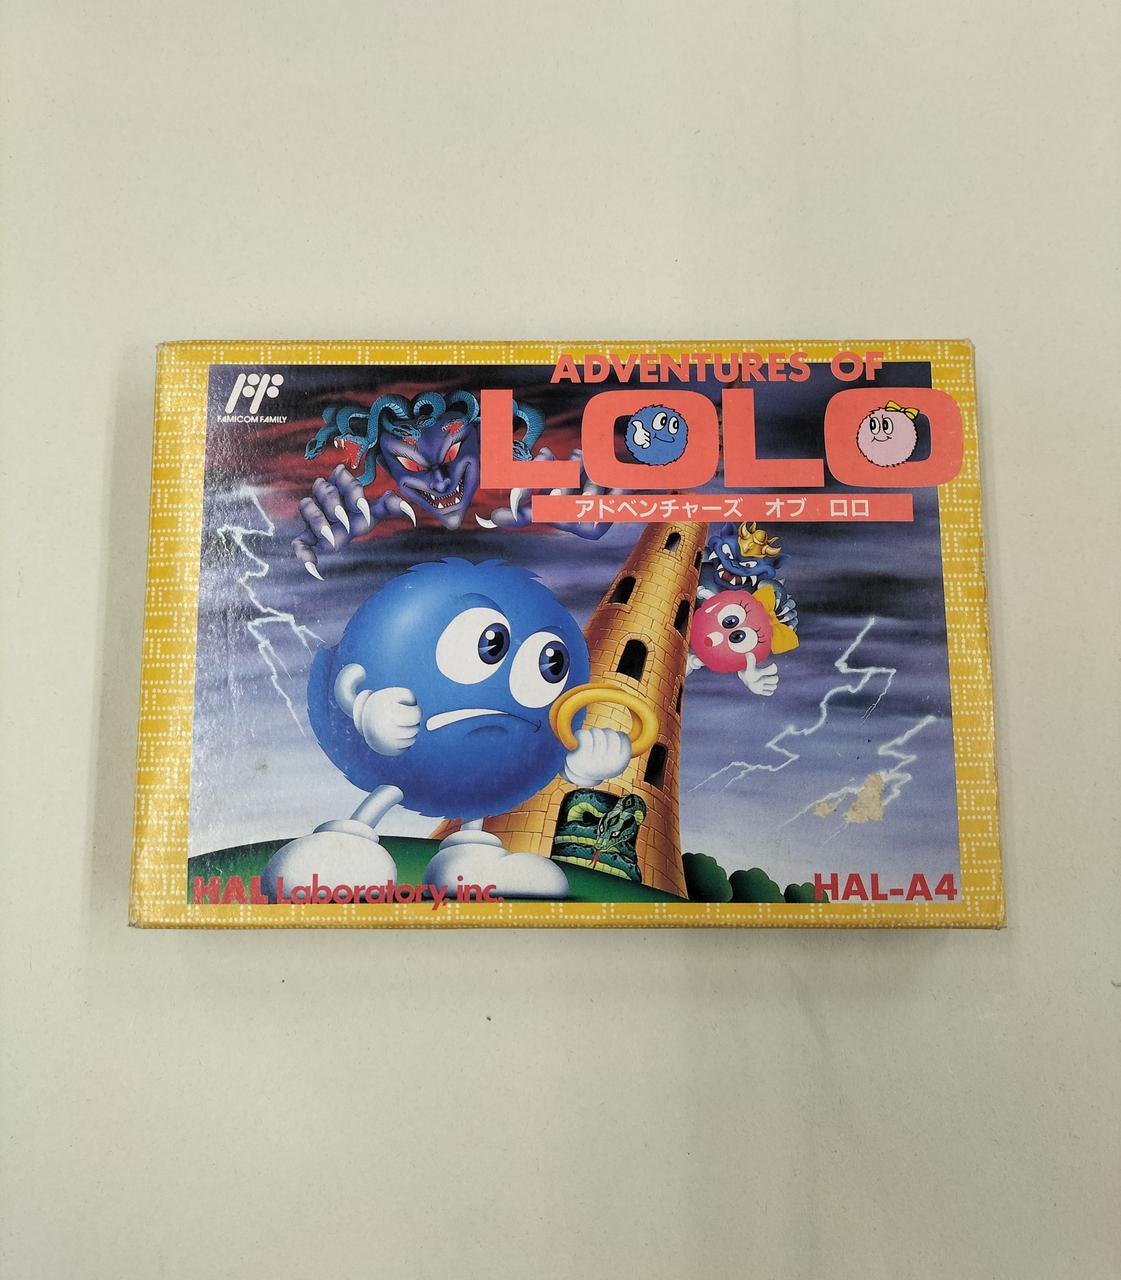 FAMICOM FAMILY
ADVENTURES OF
LOLO
アドベンチャーズ オブ ロロ
HAL Laboratory, inc.
HAL-A4